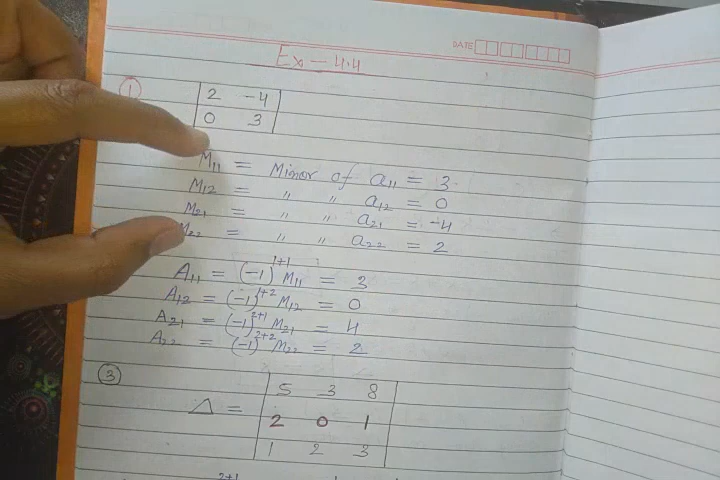 DATE
Ex - 4.4
1
2 -4
0 3
M11 = Minor of a11 = 3
M12 = " " a12 = 0
M21 = " " a21 = -4
M22 = " " a22 = 2
A11 = (-1)^1+1 M11 = 3
A12 = (-1)^1+2 M12 = 0
A21 = (-1)^2+1 M21 = 4
A22 = (-1)^2+2 M22 = 2
3
5 3 8
Δ = 2 0 1
1 2 3
2+1